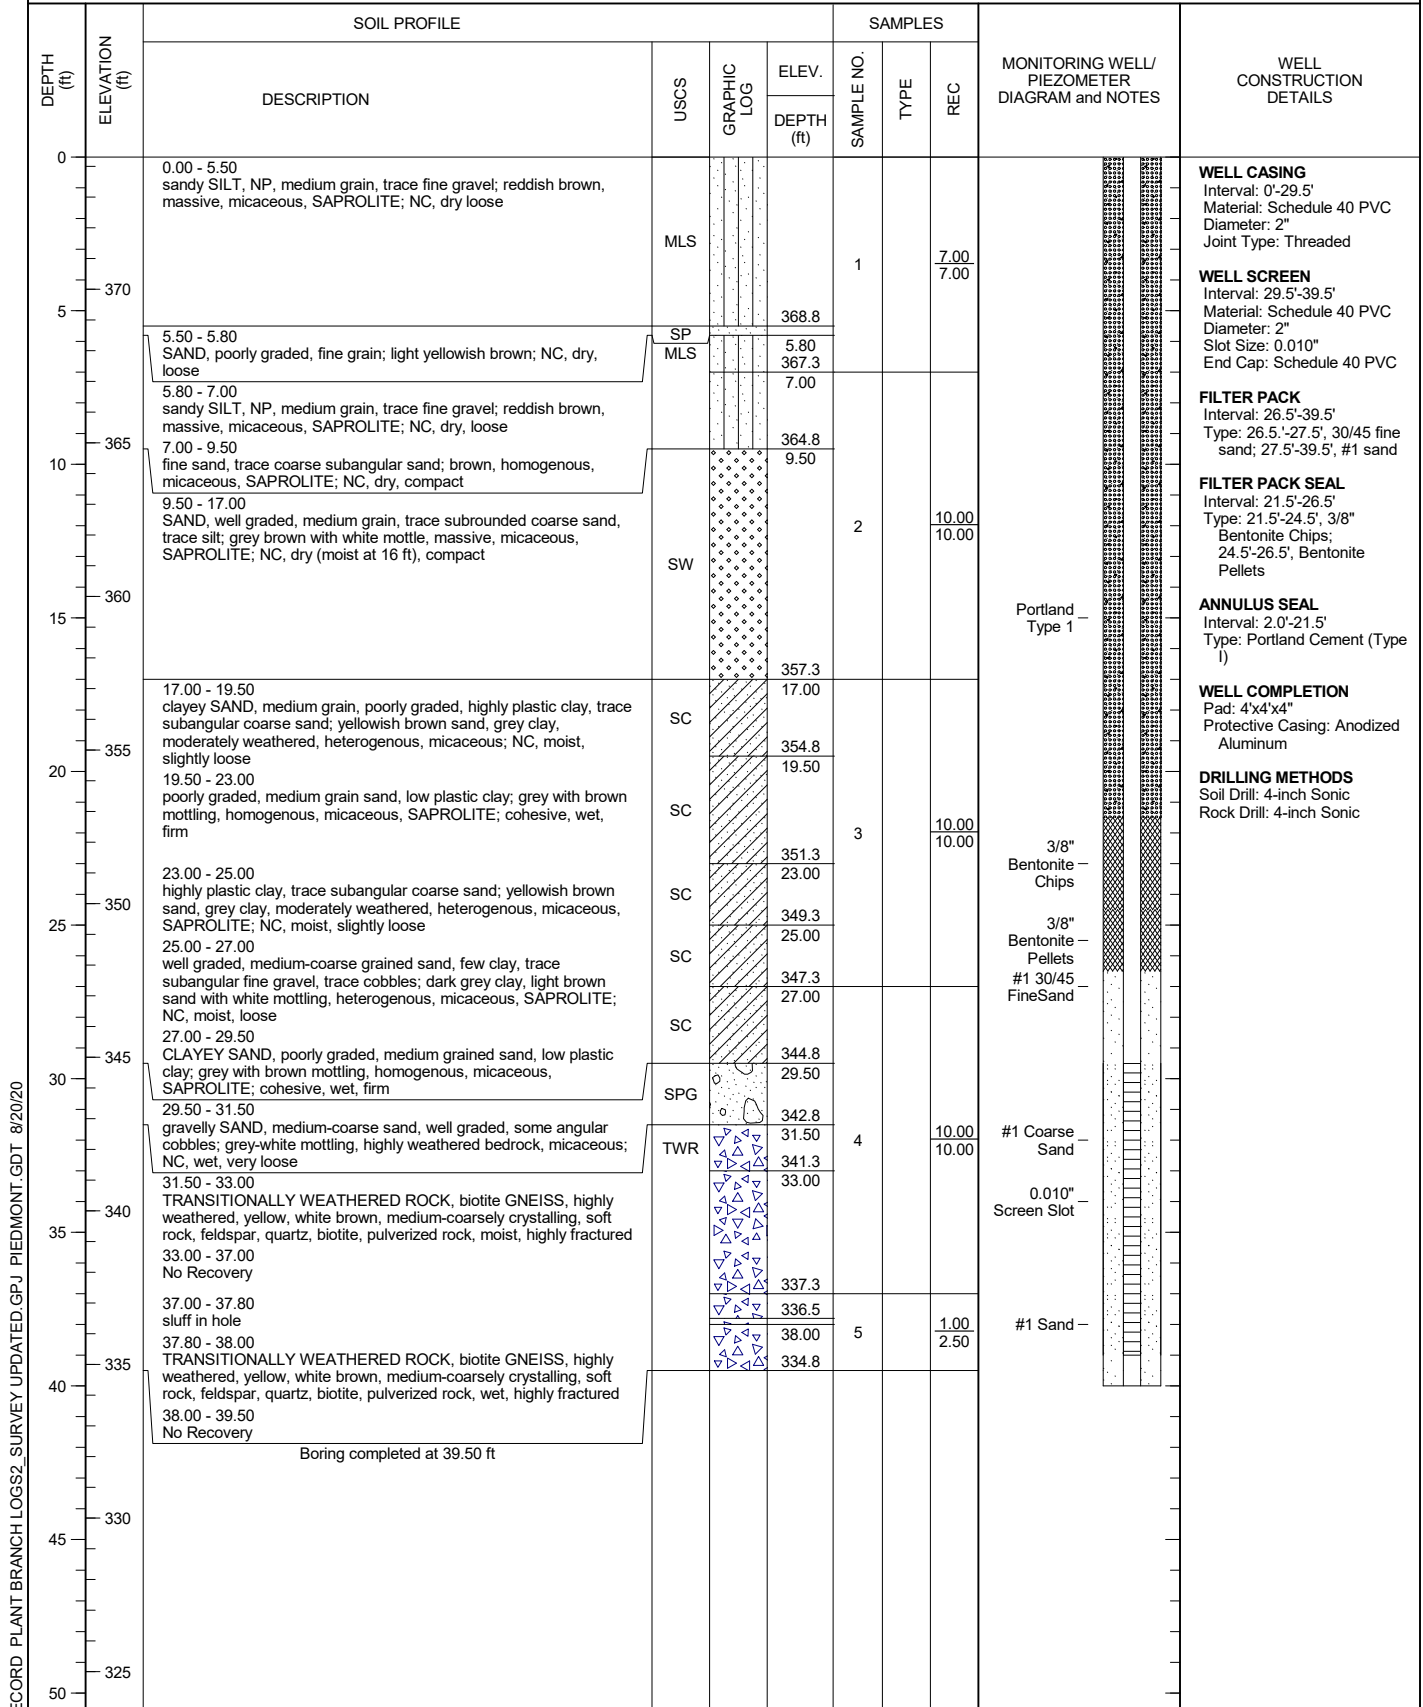 SOIL PROFILE
SAMPLES
DEPTH
(ft)
ELEVATION
(ft)
DESCRIPTION
USCS
GRAPHIC
LOG
ELEV.
DEPTH
(ft)
SAMPLE NO.
TYPE
REC
MONITORING WELL/
PIEZOMETER
DIAGRAM and NOTES
WELL
CONSTRUCTION
DETAILS
0
5
10
15
20
25
30
35
40
45
50
370
365
360
355
350
345
340
335
330
325
0.00 - 5.50
sandy SILT, NP, medium grain, trace fine gravel; reddish brown,
massive, micaceous, SAPROLITE; NC, dry loose
5.50 - 5.80
SAND, poorly graded, fine grain; light yellowish brown; NC, dry,
loose
5.80 - 7.00
sandy SILT, NP, medium grain, trace fine gravel; reddish brown,
massive, micaceous, SAPROLITE; NC, dry, loose
7.00 - 9.50
fine sand, trace coarse subangular sand; brown, homogenous,
micaceous, SAPROLITE; NC, dry, compact
9.50 - 17.00
SAND, well graded, medium grain, trace subrounded coarse sand,
trace silt; grey brown with white mottle, massive, micaceous,
SAPROLITE; NC, dry (moist at 16 ft), compact
17.00 - 19.50
clayey SAND, medium grain, poorly graded, highly plastic clay, trace
subangular coarse sand; yellowish brown sand, grey clay,
moderately weathered, heterogenous, micaceous; NC, moist,
slightly loose
19.50 - 23.00
poorly graded, medium grain sand, low plastic clay; grey with brown
mottling, homogenous, micaceous, SAPROLITE; cohesive, wet,
firm
23.00 - 25.00
highly plastic clay, trace subangular coarse sand; yellowish brown
sand, grey clay, moderately weathered, heterogenous, micaceous,
SAPROLITE; NC, moist, slightly loose
25.00 - 27.00
well graded, medium-coarse grained sand, few clay, trace
subangular fine gravel, trace cobbles; dark grey clay, light brown
sand with white mottling, heterogenous, micaceous, SAPROLITE;
NC, moist, loose
27.00 - 29.50
CLAYEY SAND, poorly graded, medium grained sand, low plastic
clay; grey with brown mottling, homogenous, micaceous,
SAPROLITE; cohesive, wet, firm
29.50 - 31.50
gravelly SAND, medium-coarse sand, well graded, some angular
cobbles; grey-white mottling, highly weathered bedrock, micaceous;
NC, wet, very loose
31.50 - 33.00
TRANSITIONALLY WEATHERED ROCK, biotite GNEISS, highly
weathered, yellow, white brown, medium-coarsely crystalling, soft
rock, feldspar, quartz, biotite, pulverized rock, moist, highly fractured
33.00 - 37.00
No Recovery
37.00 - 37.80
sluff in hole
37.80 - 38.00
TRANSITIONALLY WEATHERED ROCK, biotite GNEISS, highly
weathered, yellow, white brown, medium-coarsely crystalling, soft
rock, feldspar, quartz, biotite, pulverized rock, wet, highly fractured
38.00 - 39.50
No Recovery
Boring completed at 39.50 ft
MLS
SP
MLS
SW
SC
SC
SC
SC
SC
SPG
TWR
368.8
5.80
367.3
7.00
364.8
9.50
357.3
17.00
354.8
19.50
351.3
23.00
349.3
25.00
347.3
27.00
344.8
29.50
342.8
31.50
341.3
33.00
337.3
336.5
38.00
334.8
1
7.00
7.00
2
10.00
10.00
3
10.00
10.00
4
10.00
10.00
5
1.00
2.50
Portland
Type 1
3/8"
Bentonite
Chips
3/8"
Bentonite
Pellets
#1 30/45
FineSand
#1 Coarse
Sand
0.010"
Screen Slot
#1 Sand
WELL CASING
Interval: 0'-29.5'
Material: Schedule 40 PVC
Diameter: 2"
Joint Type: Threaded
WELL SCREEN
Interval: 29.5'-39.5'
Material: Schedule 40 PVC
Diameter: 2"
Slot Size: 0.010"
End Cap: Schedule 40 PVC
FILTER PACK
Interval: 26.5'-39.5'
Type: 26.5.'-27.5', 30/45 fine
sand; 27.5'-39.5', #1 sand
FILTER PACK SEAL
Interval: 21.5'-26.5'
Type: 21.5'-24.5', 3/8"
Bentonite Chips;
24.5'-26.5', Bentonite
Pellets
ANNULUS SEAL
Interval: 2.0'-21.5'
Type: Portland Cement (Type
I)
WELL COMPLETION
Pad: 4'x4'x4"
Protective Casing: Anodized
Aluminum
DRILLING METHODS
Soil Drill: 4-inch Sonic
Rock Drill: 4-inch Sonic
PLANT BRANCH LOGS2_SURVEY UPDATED.GPJ PIEDMONT.GDT 8/20/20